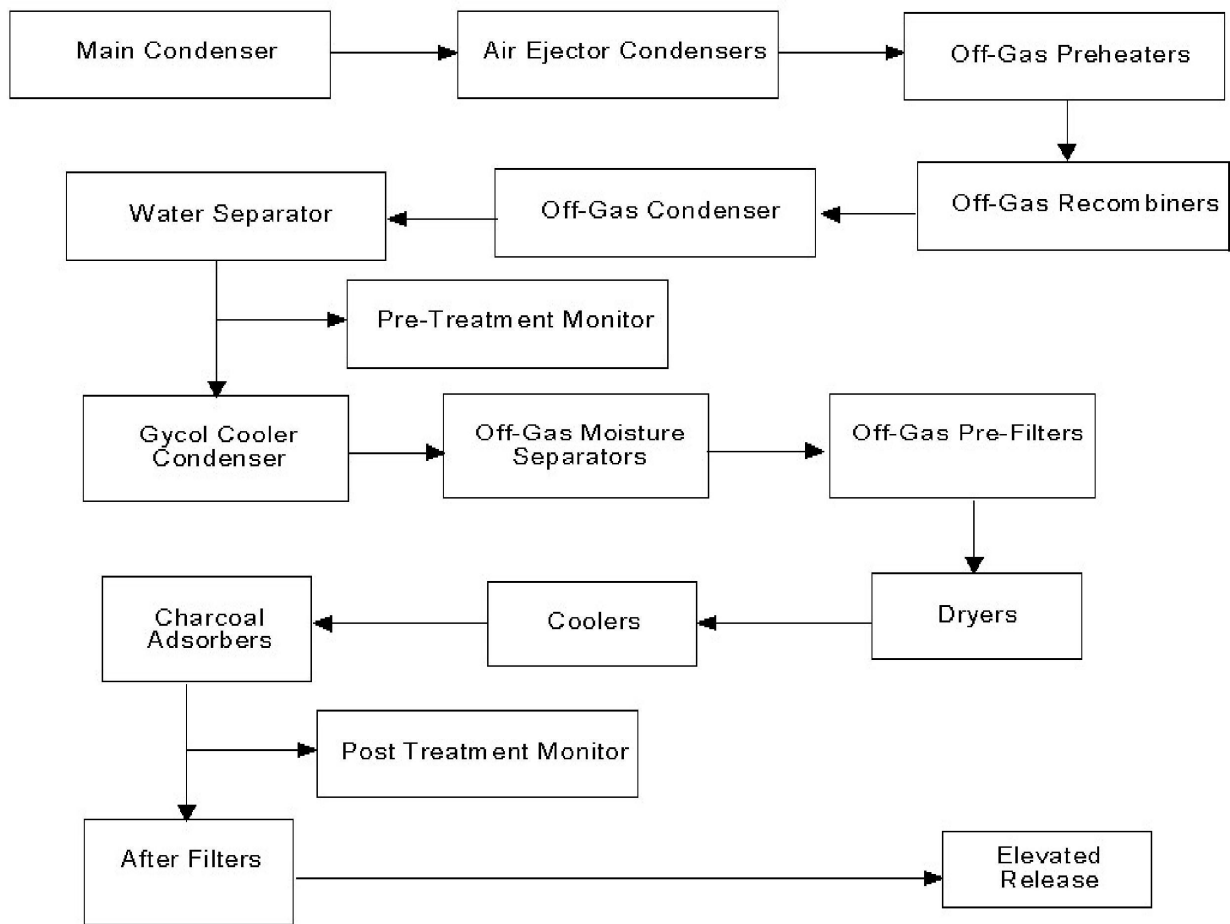 Main Condenser
Air Ejector Condensers
Off-Gas Preheaters
Water Separator
Off-Gas Condenser
Off-Gas Recombiners
Pre-Treatment Monitor
Gycol Cooler
Condenser
Off-Gas Moisture
Separators
Off-Gas Pre-Filters
Charcoal
Adsorbers
Coolers
Dryers
Post Treatment Monitor
After Filters
Elevated
Release